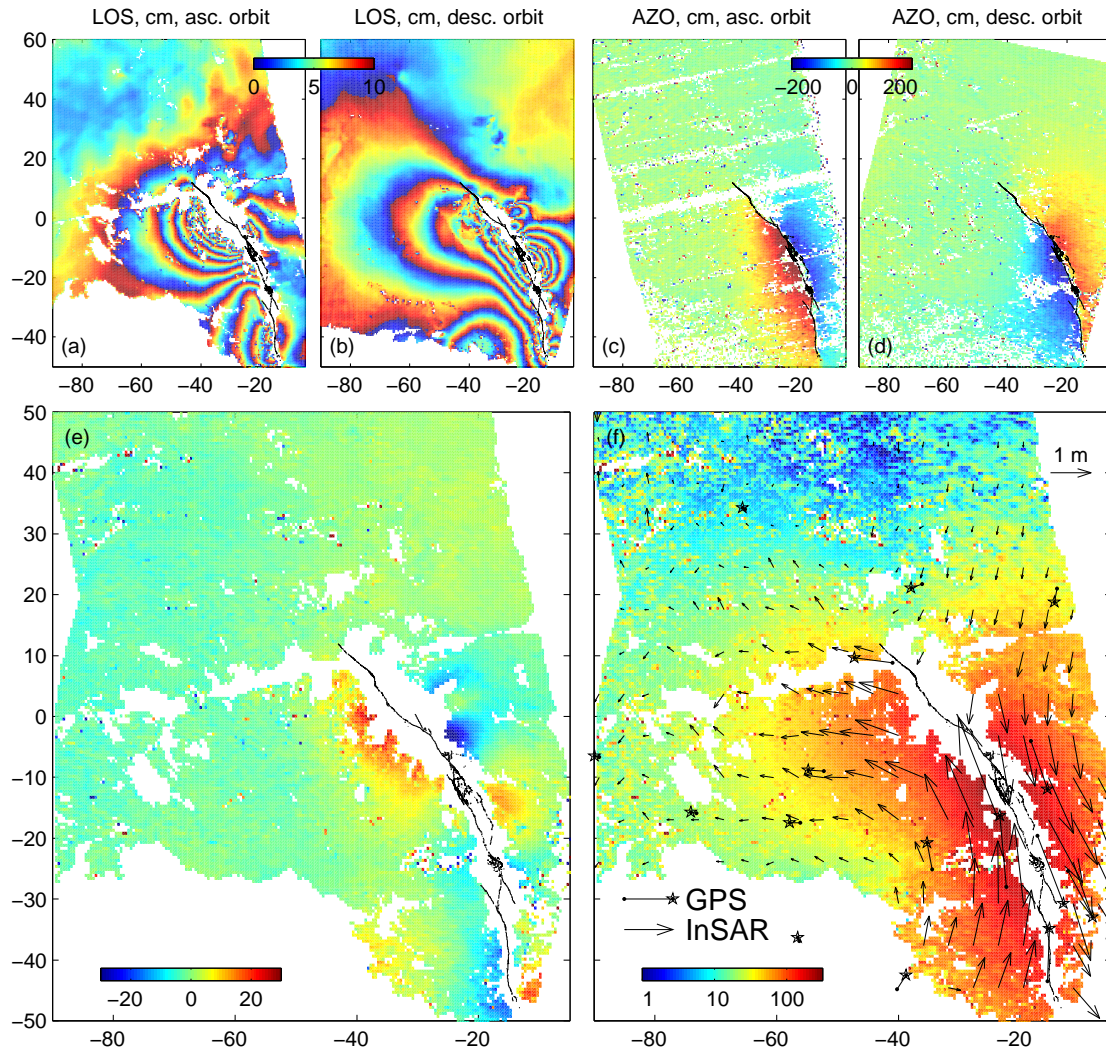 LOS, cm, asc. orbit
LOS, cm, desc. orbit
AZO, cm, asc. orbit
AZO, cm, desc. orbit
60
40
20
0
−20
−40
0 5 10
−200 0 200
(a)
(b)
(c)
(d)
−80 −60 −40 −20
−80 −60 −40 −20
−80 −60 −40 −20
−80 −60 −40 −20
50
40
30
20
10
0
−10
−20
−30
−40
−50
(e)
(f)
1 m
GPS
InSAR
−20 0 20
1 10 100
−80 −60 −40 −20
−80 −60 −40 −20